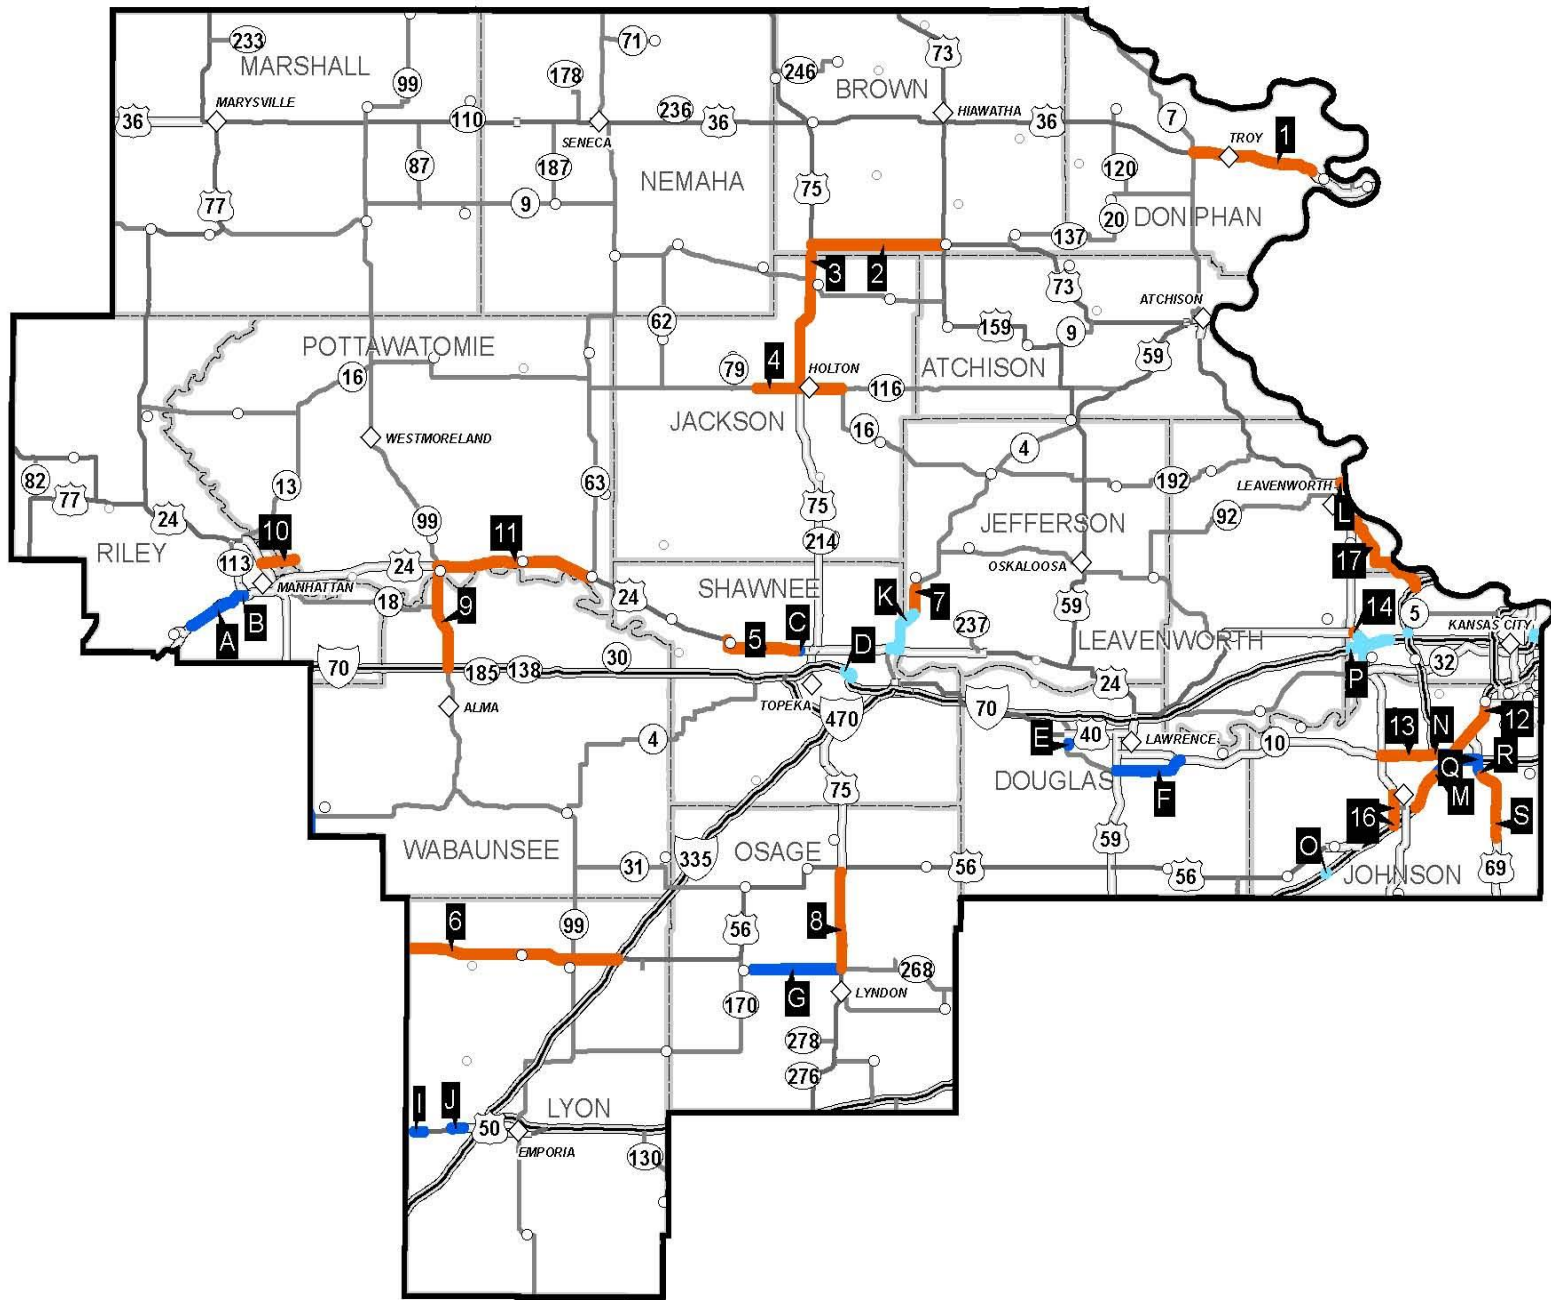 233
71
73
MARSHALL
178
246
BROWN
99
MARYSVILLE
HIAWATHA
36
110
236
36
36
7
TROY
1
SENECA
87
187
120
NEMAHA
75
77
9
20
DONIPHAN
137
3
2
73
ATCHISON
62
159
9
POTTAWATOMIE
59
79
4
HOLTON
ATCHISON
16
116
JACKSON
16
WESTMORELAND
4
82
13
63
192
LEAVENWORTH
77
75
L
24
99
JEFFERSON
92
10
11
214
RILEY
17
113
24
OSKALOOSA
MANHATTAN
SHAWNEE
24
K
7
59
18
9
5
14
A
B
5
C
237
KANSAS CITY
LEAVENWORTH
D
30
32
70
185
138
24
P
TOPEKA
ALMA
470
70
12
E
40
LAWRENCE
13
N
4
10
Q
R
DOUGLAS
75
F
M
16
S
59
WABAUNSEE
335
OSAGE
O
31
56
56
JOHNSON
69
6
99
56
8
G
268
170
LYNDON
278
276
I
J
LYON
50
EMPORIA
130